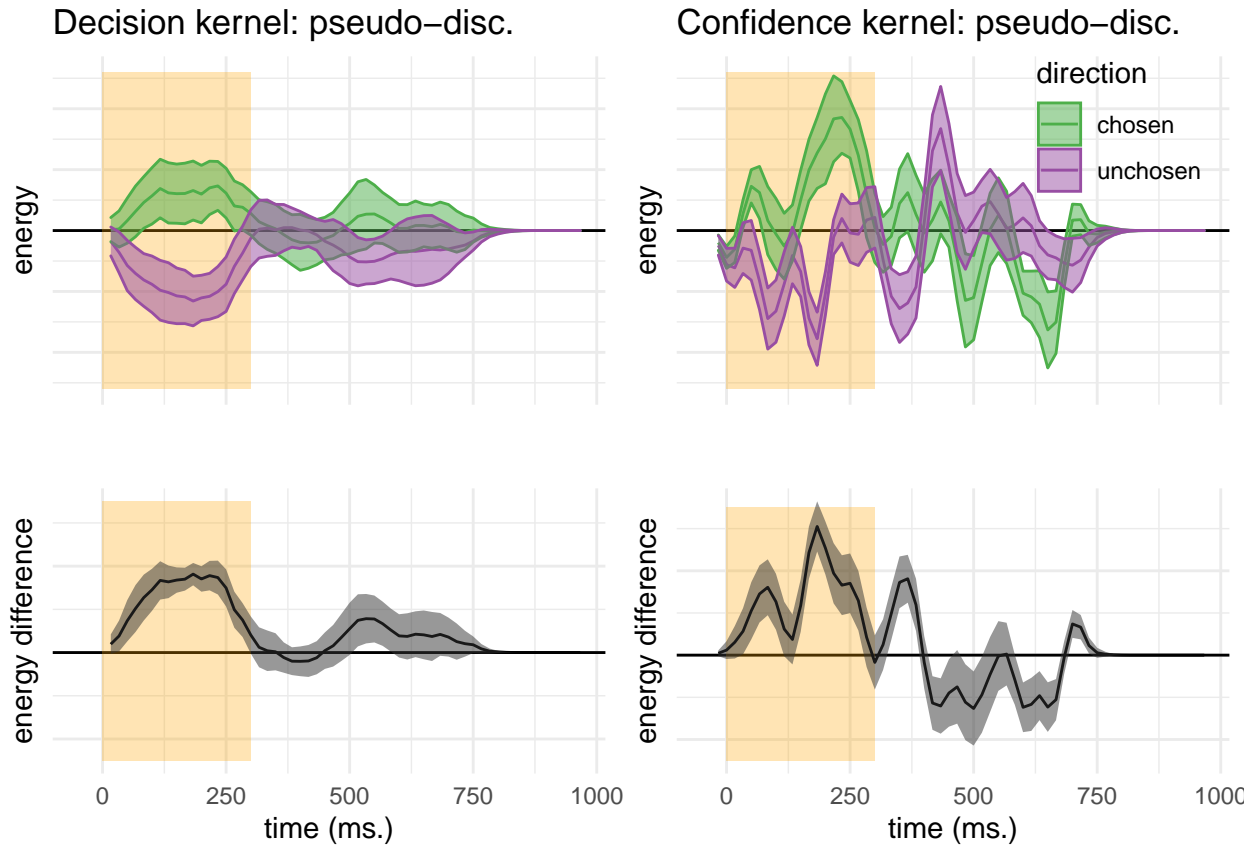 Decision kernel: pseudo−disc.
Confidence kernel: pseudo−disc.
energy
energy
direction
chosen
unchosen
energy difference
energy difference
0 250 500 750 1000
0 250 500 750 1000
time (ms.)
time (ms.)